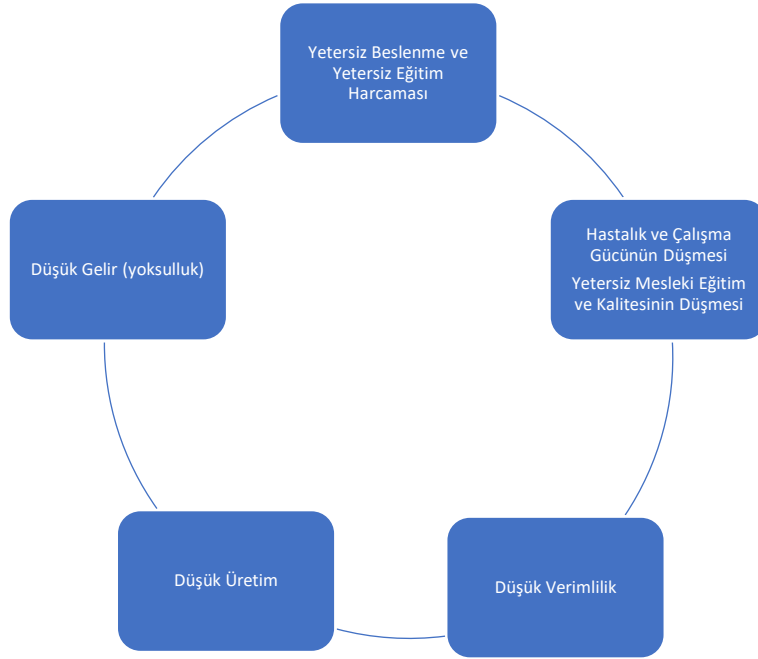 Yetersiz Beslenme ve
Yetersiz Eğitim
Harcaması
Hastalık ve Çalışma
Gücünün Düşmesi
Yetersiz Mesleki Eğitim
ve Kalitesinin Düşmesi
Düşük Verimlilik
Düşük Üretim
Düşük Gelir (yoksulluk)